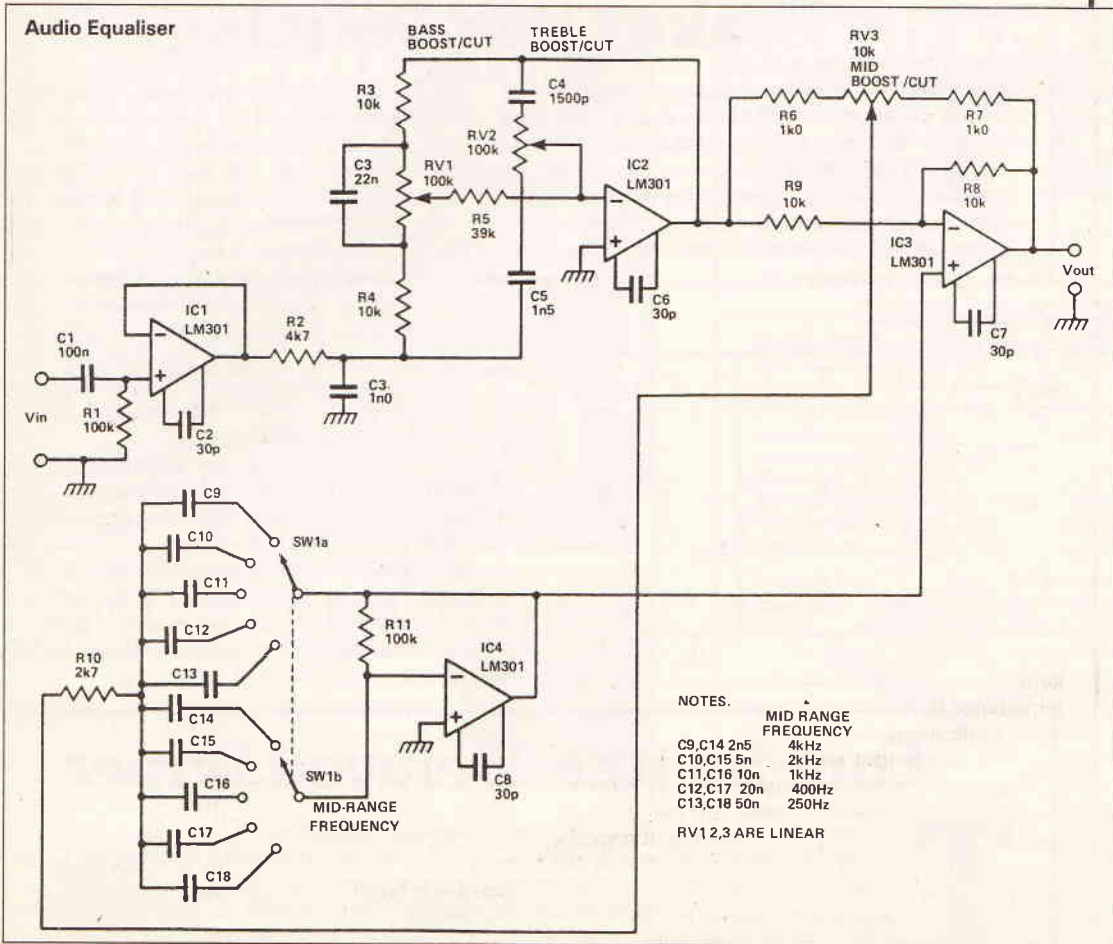 Audio Equaliser
BASS
BOOST/CUT
TREBLE
BOOST/CUT
RV3
10k
MID
BOOST/CUT
R3
10k
C4
1500p
R6
1k0
R7
1k0
C3
22n
RV1
100k
RV2
100k
R5
39k
IC2
LM301
R9
10k
R8
10k
IC3
LM301
Vout
R4
10k
C5
1n5
C6
30p
C7
30p
C1
100n
IC1
LM301
R2
4k7
C3
1n0
Vin
R1
100k
C2
30p
C9
SW1a
C10
C11
C12
C13
R11
100k
IC4
LM301
R10
2k7
C14
C15
SW1b
C16
C17
C18
MID-RANGE
FREQUENCY
C8
30p
NOTES.
MID RANGE
FREQUENCY
C9,C14 2n5 4kHz
C10,C15 5n 2kHz
C11,C16 10n 1kHz
C12,C17 20n 400Hz
C13,C18 50n 250Hz
RV1 2,3 ARE LINEAR